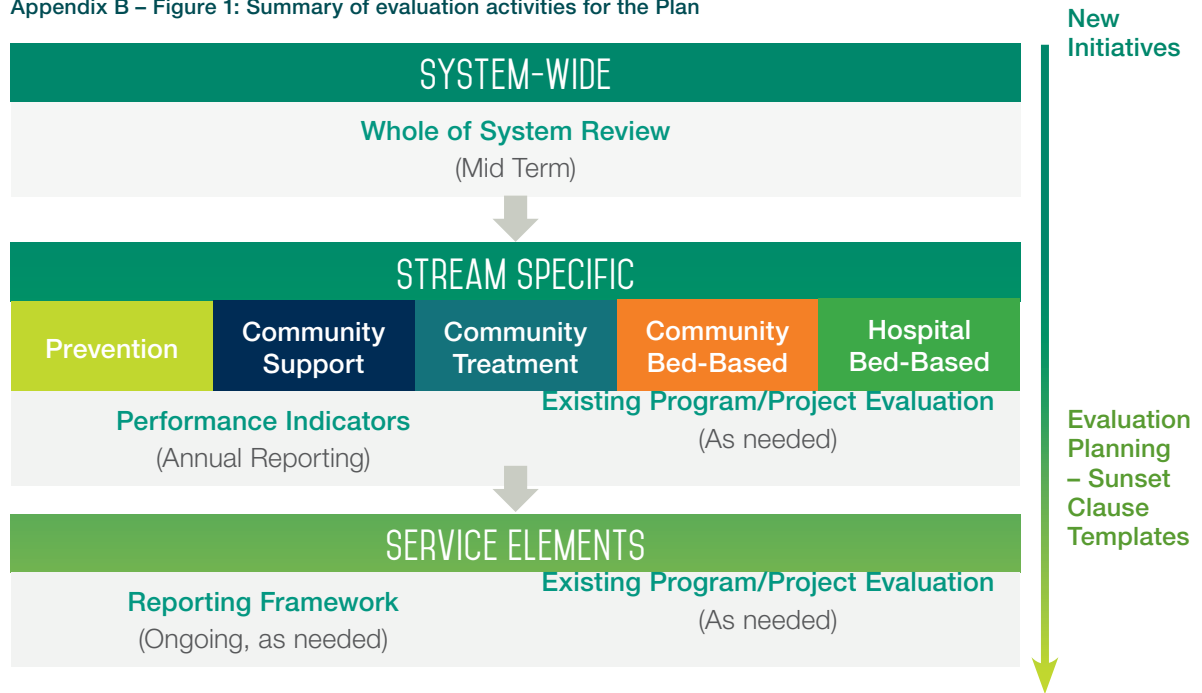 Appendix B – Figure 1: Summary of evaluation activities for the Plan
New
Initiatives
SYSTEM-WIDE
Whole of System Review
(Mid Term)
STREAM SPECIFIC
Prevention
Community
Support
Community
Treatment
Community
Bed-Based
Hospital
Bed-Based
Performance Indicators
(Annual Reporting)
Existing Program/Project Evaluation
(As needed)
SERVICE ELEMENTS
Reporting Framework
(Ongoing, as needed)
Existing Program/Project Evaluation
(As needed)
Evaluation
Planning
– Sunset
Clause
Templates